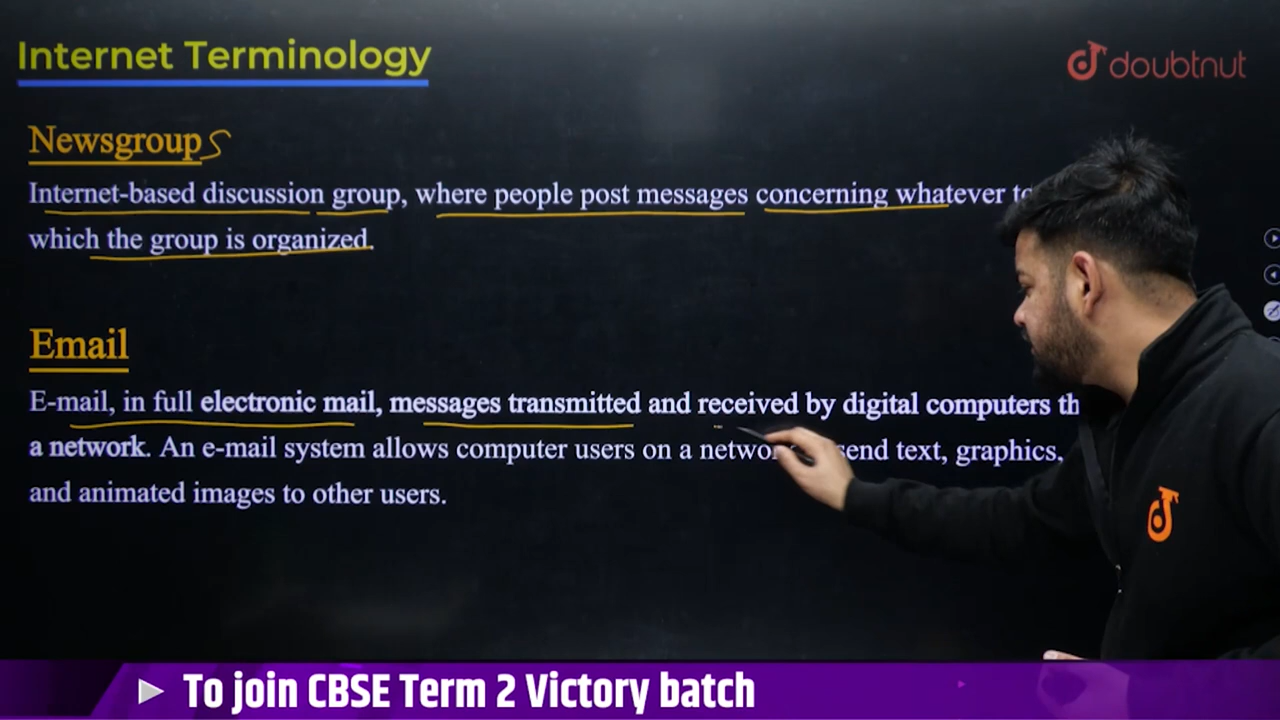 Internet Terminology
doubtnut
Newsgroups
Internet-based discussion group, where people post messages concerning whatever
which the group is organized.
Email
E-mail, in full electronic mail, messages transmitted and received by digital computers
a network. An e-mail system allows computer users on a send text, graphics,
and animated images to other users.
To join CBSE Term 2 Victory batch